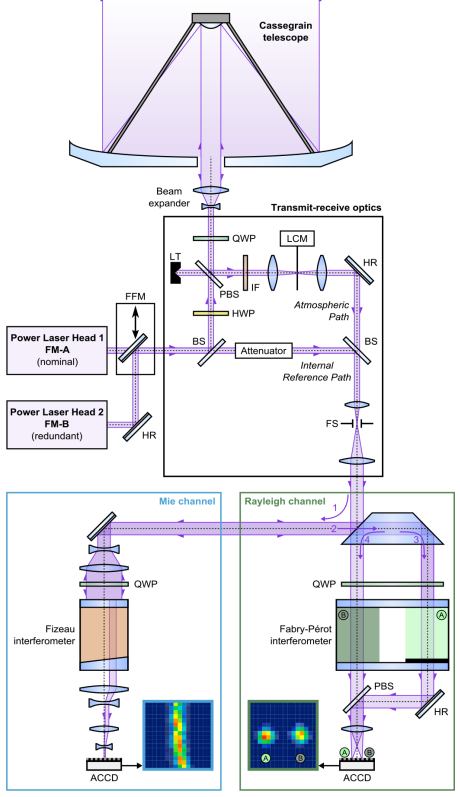 Cassegrain
telescope
Beam
expander
Transmit-receive optics
QWP
LT
LCM
HR
PBS
IF
FFM
HWP
Atmospheric
Path
Power Laser Head 1
FM-A
(nominal)
BS
Attenuator
BS
Internal
Reference Path
Power Laser Head 2
FM-B
(redundant)
HR
FS
Mie channel
Rayleigh channel
1
2
4
3
QWP
QWP
B
A
Fizeau
interferometer
Fabry-Pérot
interferometer
PBS
HR
A
B
A
B
ACCD
ACCD